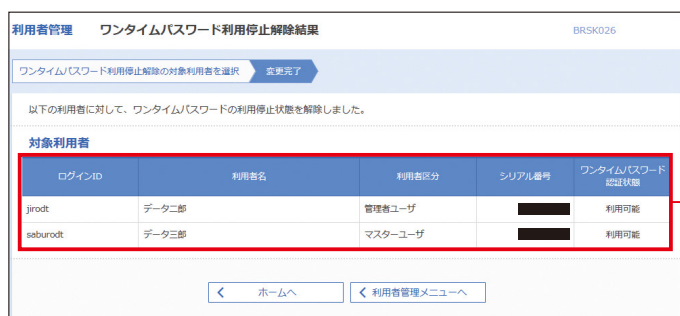 利用者管理 ワンタイムパスワード利用停止解除結果 BRSK026
ワンタイムパスワード利用停止解除の対象利用者を選択 変更完了
以下の利用者に対して、ワンタイムパスワードの利用停止状態を解除しました。
対象利用者
ログインID 利用者名 利用者区分 シリアル番号 ワンタイムパスワード
認証状態
jirodt データ二郎 管理者ユーザ 利用可能
saburodt データ三郎 マスターユーザ 利用可能
ホームへ 利用者管理メニューへ